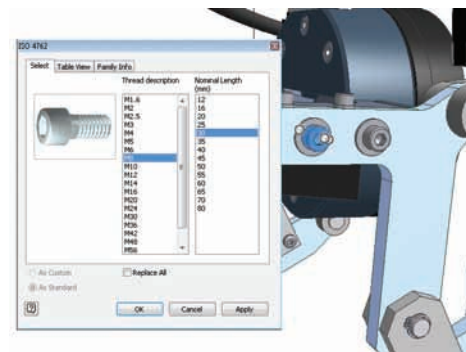 ISO 4762
Select
Table View
Family Info
Thread description
Nominal Length
(mm)
M1.6
M2
M2.5
M3
M4
M5
M6
M8
M10
M12
M14
M16
M20
M24
M30
M36
M42
M48
M56
12
16
20
25
30
35
40
45
50
55
60
65
70
80
As Custom
Replace All
As Standard
?
OK
Cancel
Apply